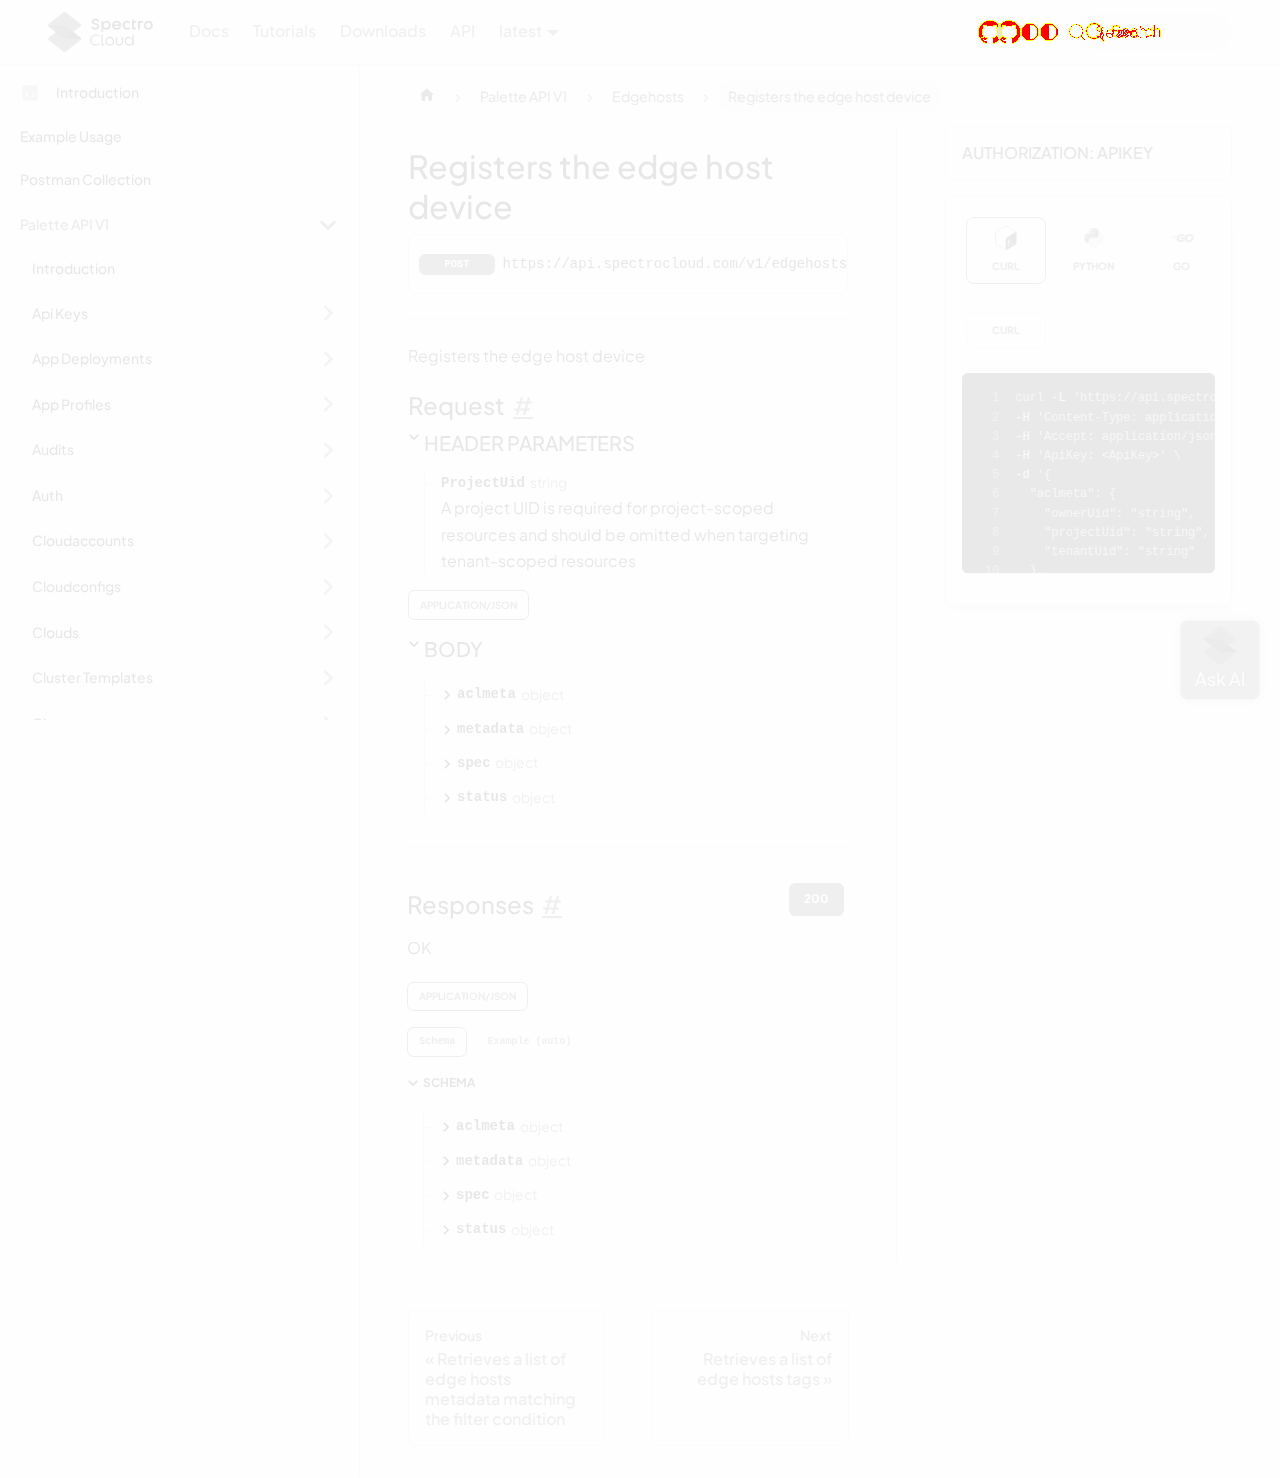 Spectro
Cloud
Docs
Tutorials
Downloads
API
latest
Search
Introduction
Example Usage
Postman Collection
Palette API V1
Introduction
Api Keys
App Deployments
App Profiles
Audits
Auth
Cloudaccounts
Cloudconfigs
Clouds
Cluster Templates
Palette API V1
Edgehosts
Registers the edge host device
Registers the edge host
device
POST
https://api.spectrocloud.com/v1/edgehosts
Registers the edge host device
Request #
HEADER PARAMETERS
ProjectUid string
A project UID is required for project-scoped
resources and should be omitted when targeting
tenant-scoped resources
APPLICATION/JSON
BODY
aclmeta object
metadata object
spec object
status object
Responses #
200
OK
APPLICATION/JSON
Schema
Example (auto)
SCHEMA
aclmeta object
metadata object
spec object
status object
Previous
« Retrieves a list of
edge hosts
metadata matching
the filter condition
Next
Retrieves a list of
edge hosts tags »
AUTHORIZATION: APIKEY
CURL
PYTHON
GO
CURL
1 curl -L 'https://api.spectro
2 -H 'Content-Type: applicatio
3 -H 'Accept: application/json
4 -H 'ApiKey: <ApiKey>' \
5 -d '{
6 "aclmeta": {
7 "ownerUid": "string",
8 "projectUid": "string",
9 "tenantUid": "string"
10 }
Ask AI